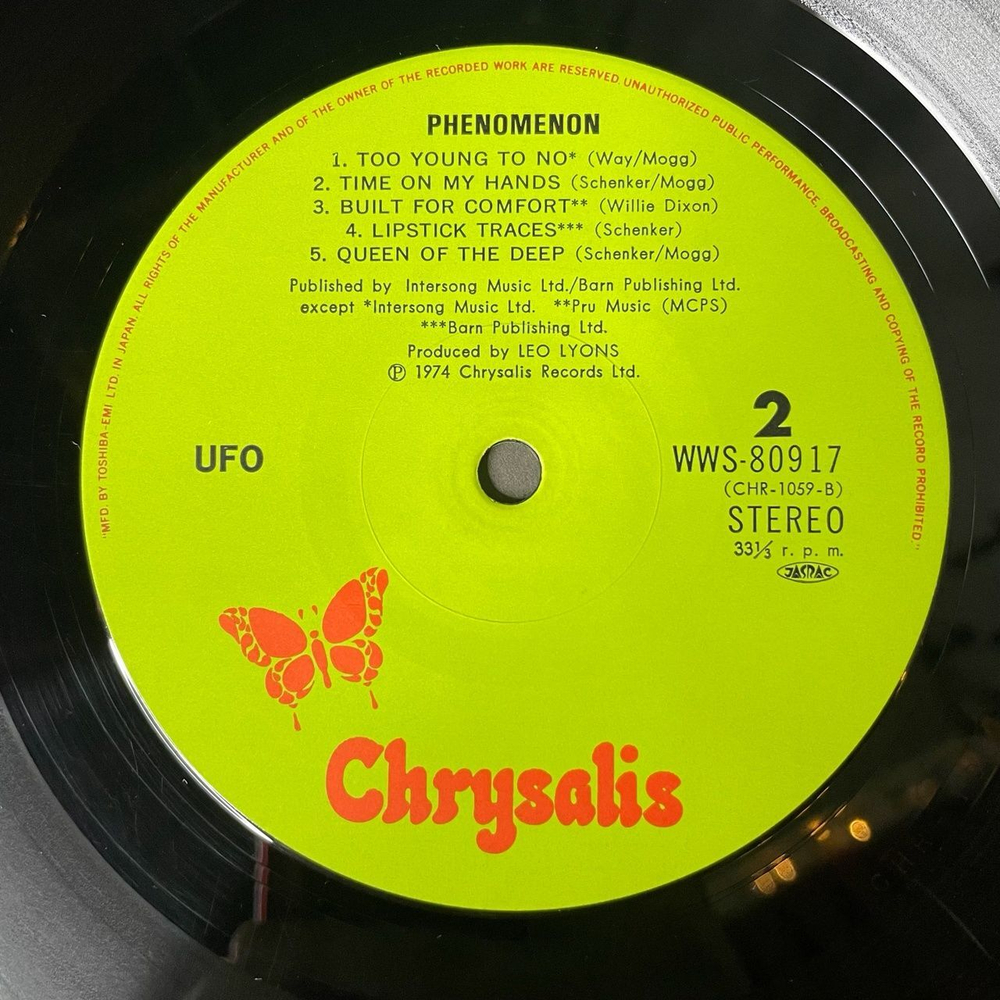 "MFD. BY TOSHIBA-EMI LTD. IN JAPAN. ALL RIGHTS OF THE MANUFACTURER AND OF THE OWNER OF THE RECORDED WORK ARE RESERVED. UNAUTHORIZED PUBLIC PERFORMANCE, BROADCASTING AND COPYING OF THE RECORD PROHIBITED."
PHENOMENON
1. TOO YOUNG TO NO* (Way/Mogg)
2. TIME ON MY HANDS (Schenker/Mogg)
3. BUILT FOR COMFORT** (Willie Dixon)
4. LIPSTICK TRACES*** (Schenker)
5. QUEEN OF THE DEEP (Schenker/Mogg)
Published by Intersong Music Ltd./Barn Publishing Ltd.
except *Intersong Music Ltd. **Pru Music (MCPS)
***Barn Publishing Ltd.
Produced by LEO LYONS
℗ 1974 Chrysalis Records Ltd.
UFO
2
WWS-80917
(CHR-1059-B)
STEREO
33⅓ r. p. m.
JASRAC
Chrysalis